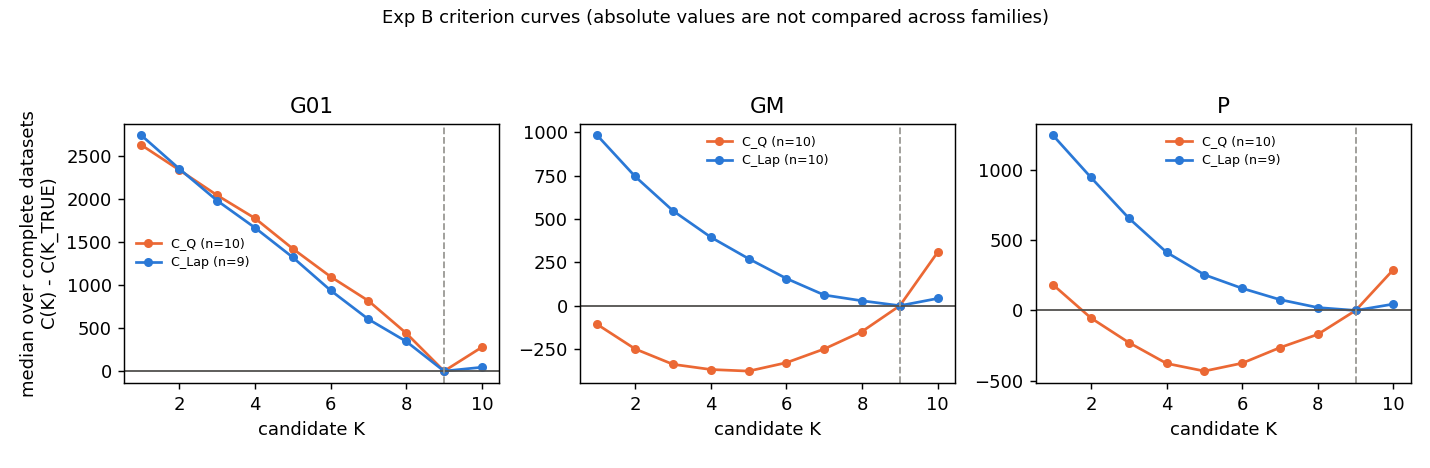 Exp B criterion curves (absolute values are not compared across families)
median over complete datasets
C(K) - C(K_TRUE)
G01
2500
2000
1500
1000
500
0
C_Q (n=10)
C_Lap (n=9)
2 4 6 8 10
candidate K
GM
1000
750
500
250
0
−250
C_Q (n=10)
C_Lap (n=10)
2 4 6 8 10
candidate K
P
1000
500
0
−500
C_Q (n=10)
C_Lap (n=9)
2 4 6 8 10
candidate K